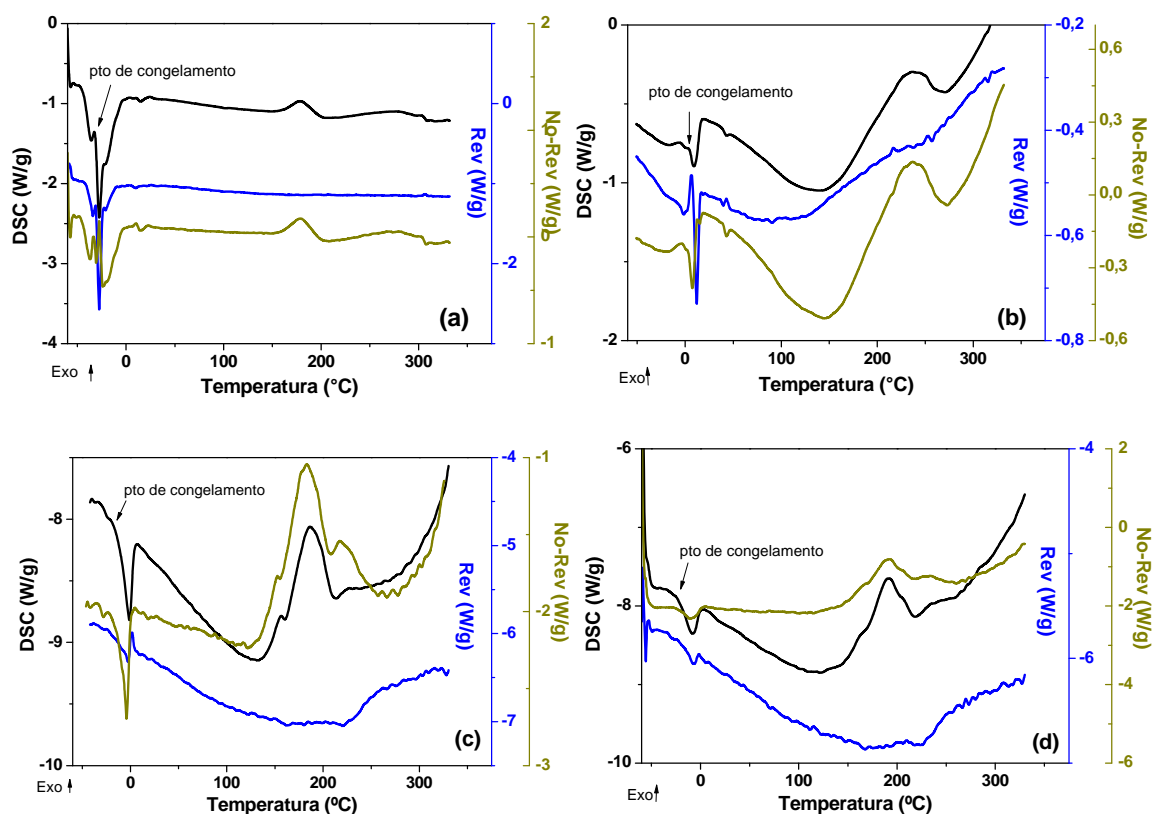 0
-1
-2
-3
-4
DSC (W/g)
pto de congelamento
(a)
0
100
200
300
Temperatura (°C)
Exo
0
-2
Rev (W/g)
2
1
0
-1
No-Rev (W/g)
0
-1
-2
DSC (W/g)
pto de congelamento
(b)
0
100
200
300
Temperatura (°C)
Exo
-0,2
-0,4
-0,6
-0,8
Rev (W/g)
0,6
0,3
0,0
-0,3
-0,6
No-Rev (W/g)
-8
-9
-10
DSC (W/g)
pto de congelamento
(c)
0
100
200
300
Temperatura (ºC)
Exo
-4
-5
-6
-7
Rev (W/g)
-1
-2
-3
No-Rev (W/g)
-6
-7
-8
-9
-10
DSC (W/g)
pto de congelamento
(d)
0
100
200
300
Temperatura (ºC)
Exo
-4
-6
Rev (W/g)
2
0
-2
-4
-6
No-Rev (W/g)